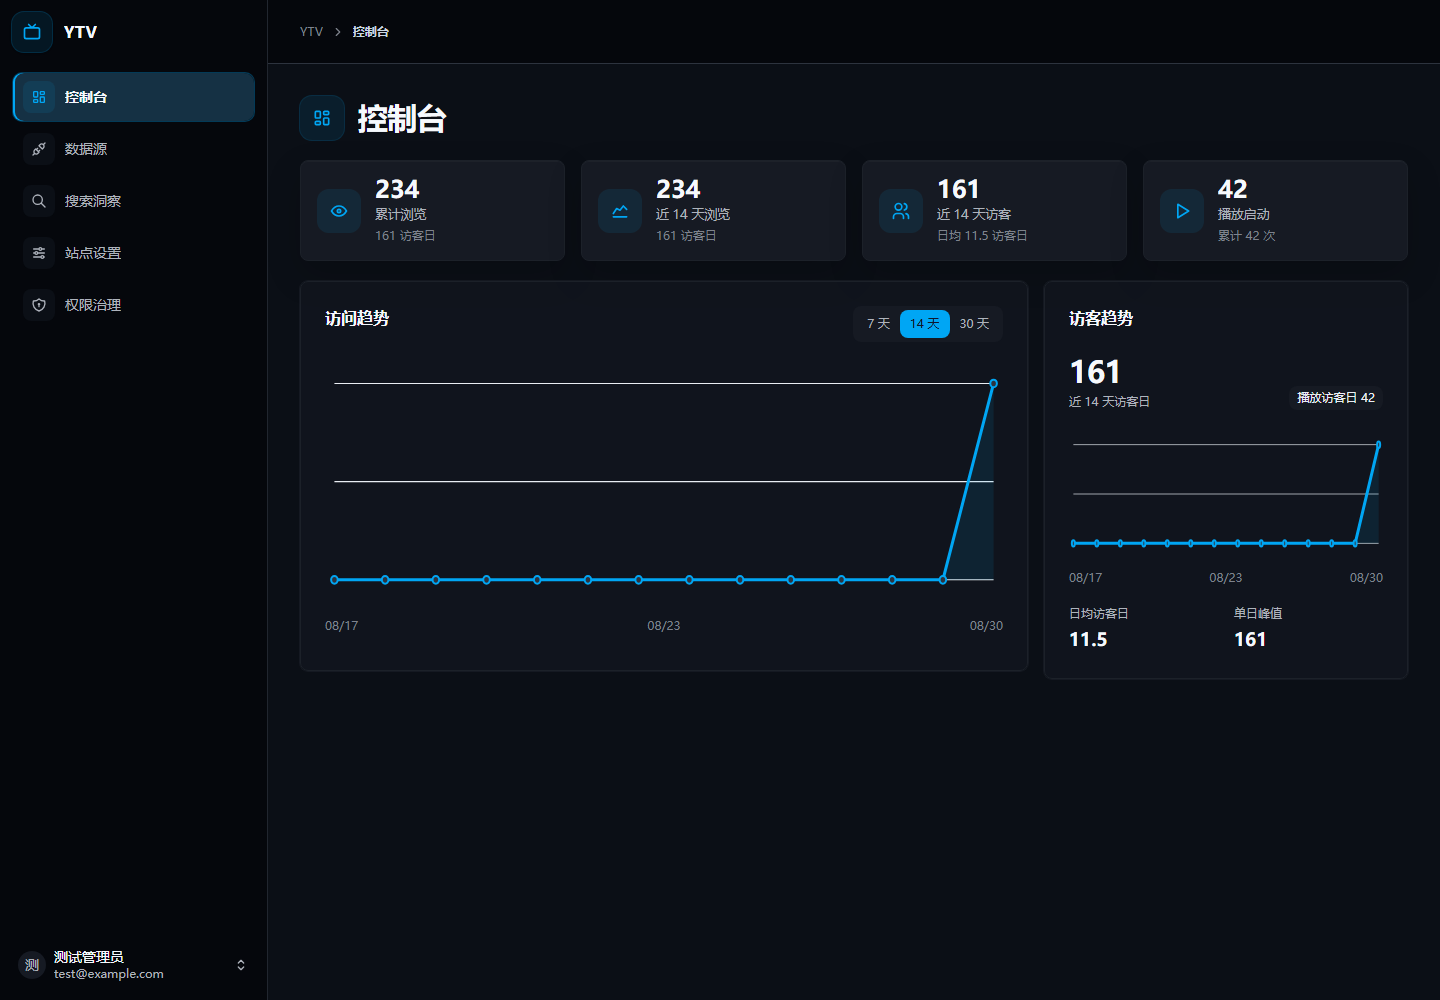 YTV
控制台
数据源
搜索洞察
站点设置
权限治理
测
测试管理员
test@example.com
YTV > 控制台
控制台
234
累计浏览
161 访客日
234
近 14 天浏览
161 访客日
161
近 14 天访客
日均 11.5 访客日
42
播放启动
累计 42 次
访问趋势
7 天 14 天 30 天
08/17 08/23 08/30
访客趋势
161
近 14 天访客日
播放访客日 42
08/17 08/23 08/30
日均访客日 单日峰值
11.5 161